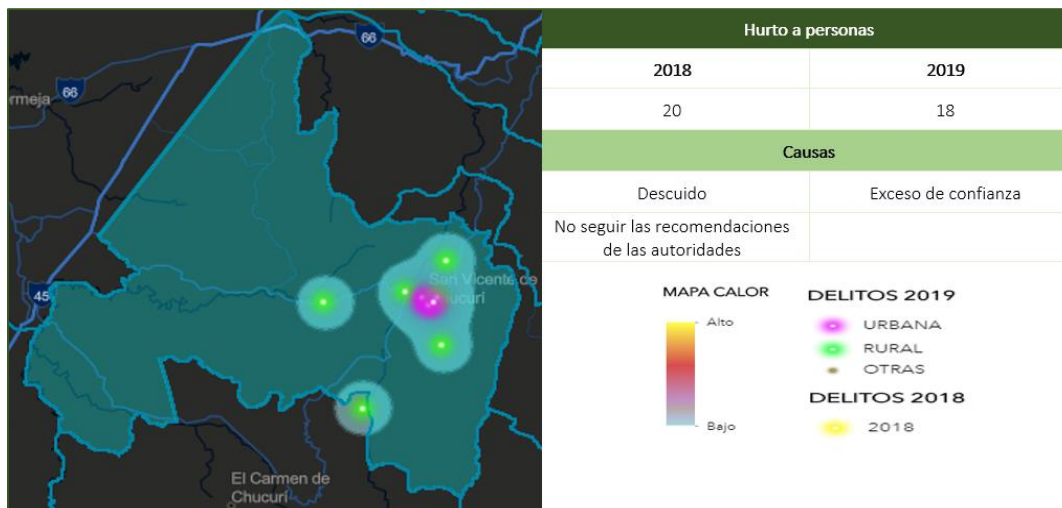 66
66
ermeja
San Vicente de
Chucurí
45
El Carmen de
Chucurí
Hurto a personas
2018 2019
20 18
Causas
Descuido Exceso de confianza
No seguir las recomendaciones
de las autoridades
MAPA CALOR
Alto
Bajo
DELITOS 2019
URBANA
RURAL
OTRAS
DELITOS 2018
2018